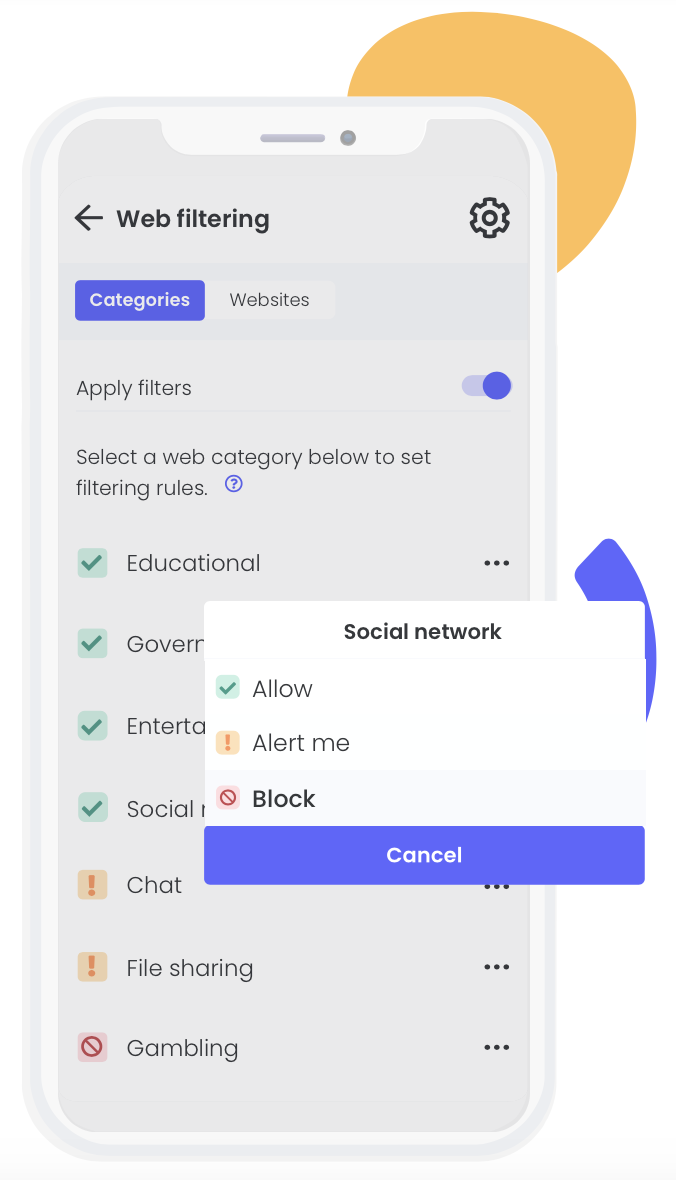 Web filtering
Categories Websites
Apply filters
Select a web category below to set
filtering rules. ?
Educational
Govern
Social network
Allow
Enterta
Alert me
Social
Block
Cancel
Chat
File sharing
Gambling